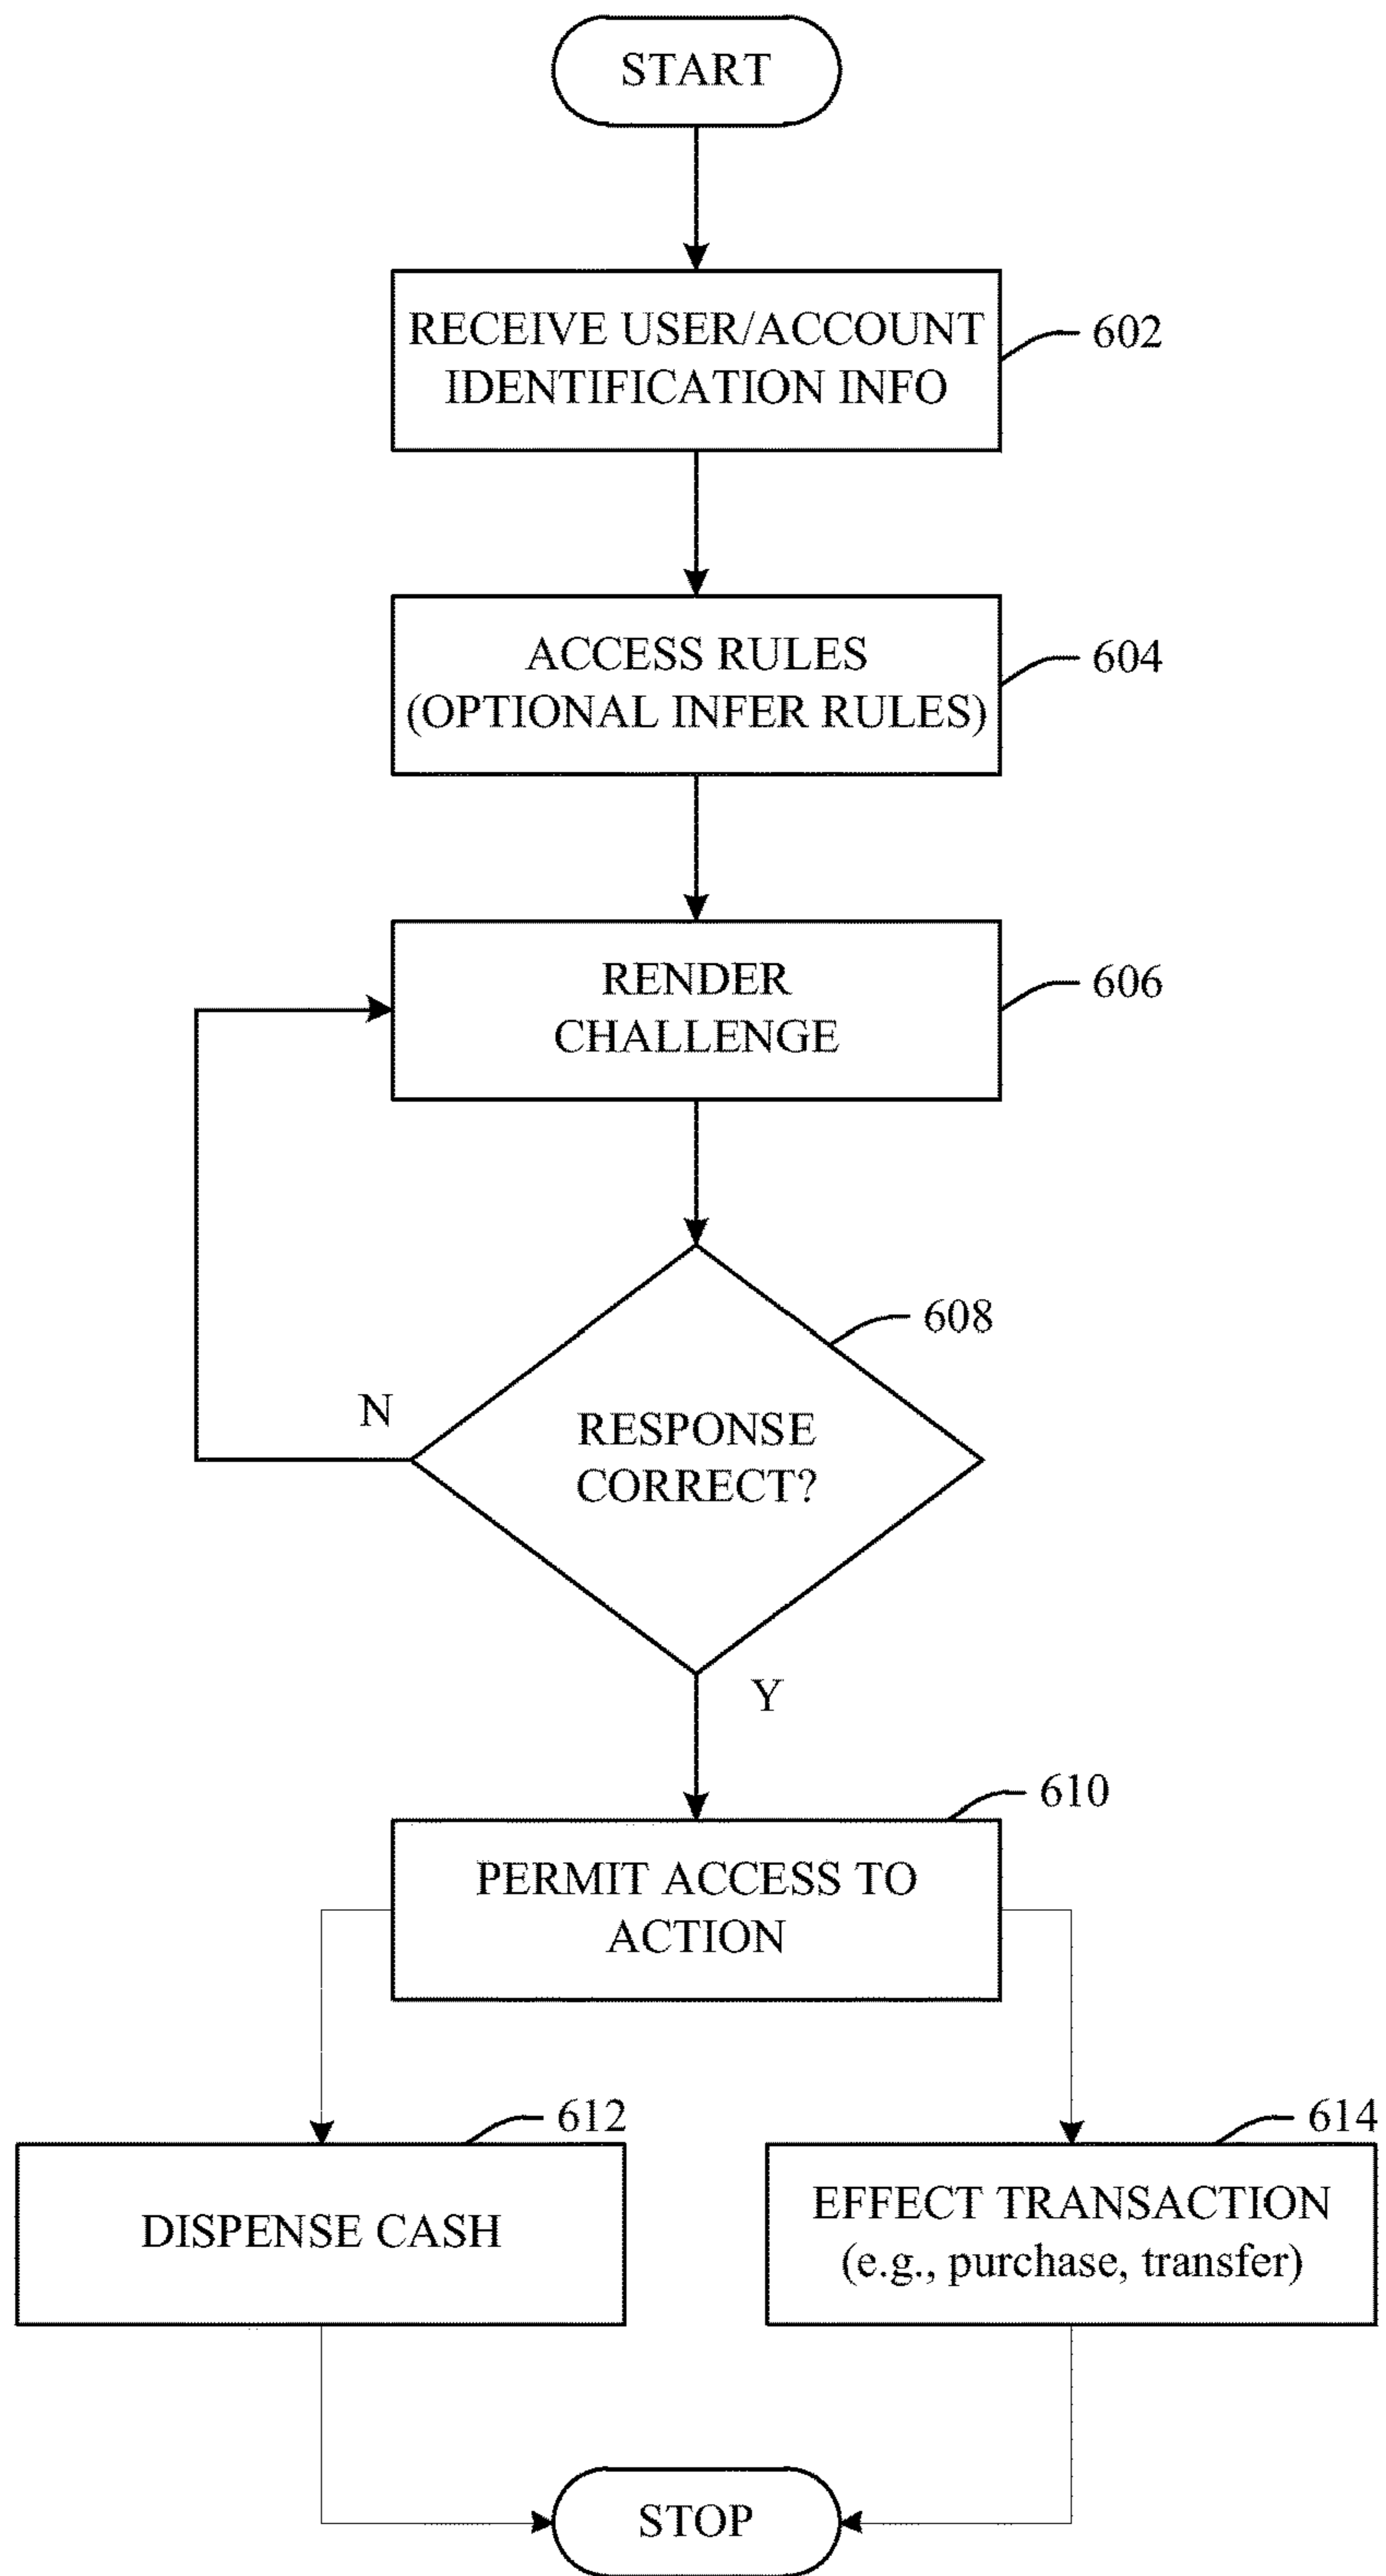 START
RECEIVE USER/ACCOUNT
IDENTIFICATION INFO
602
ACCESS RULES
(OPTIONAL INFER RULES)
604
RENDER
CHALLENGE
606
608
RESPONSE
CORRECT?
N
Y
610
PERMIT ACCESS TO
ACTION
612
DISPENSE CASH
614
EFFECT TRANSACTION
(e.g., purchase, transfer)
STOP